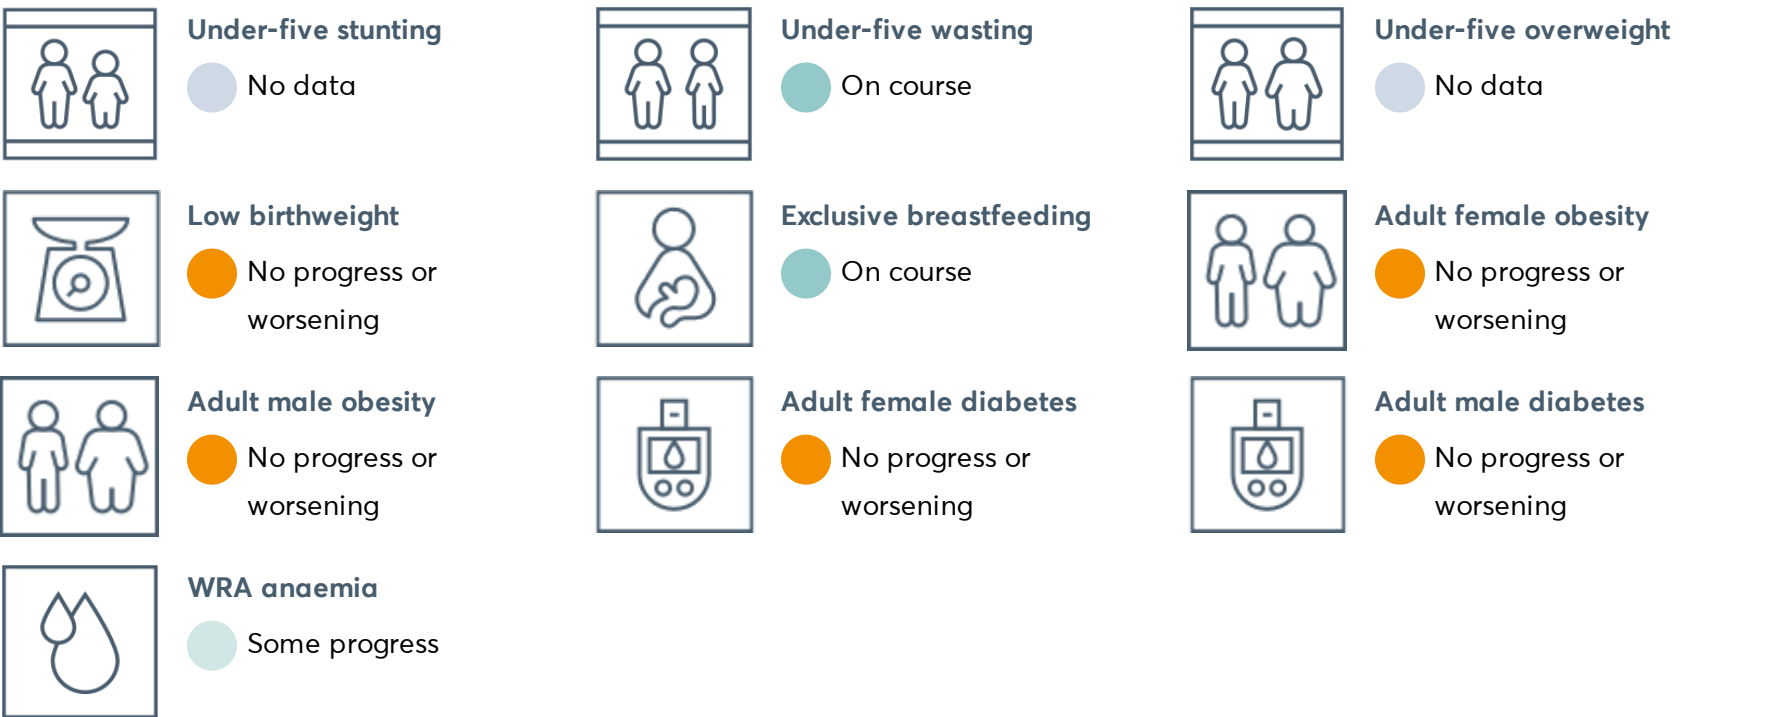 Under-five stunting
No data
Under-five wasting
On course
Under-five overweight
No data
Low birthweight
No progress or
worsening
Exclusive breastfeeding
On course
Adult female obesity
No progress or
worsening
Adult male obesity
No progress or
worsening
Adult female diabetes
No progress or
worsening
Adult male diabetes
No progress or
worsening
WRA anaemia
Some progress